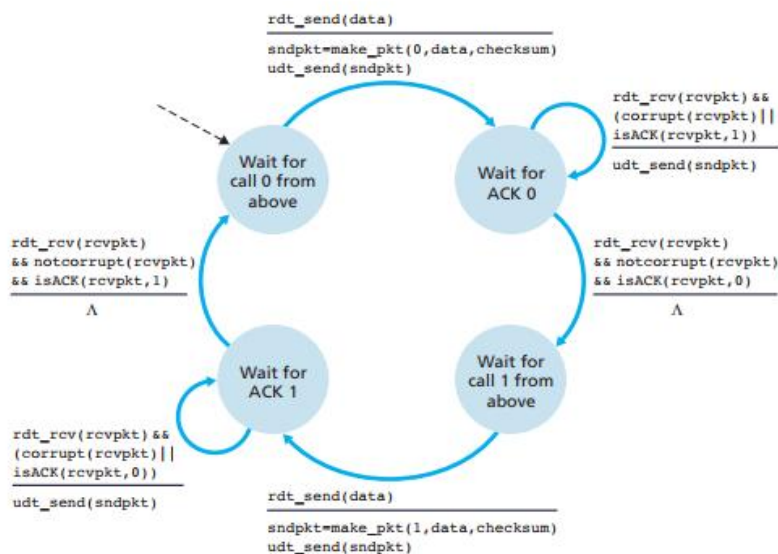 rdt_send(data)
sndpkt=make_pkt(0,data,checksum)
udt_send(sndpkt)
rdt_rcv(rcvpkt) &&
(corrupt(rcvpkt)||
isACK(rcvpkt,1))
udt_send(sndpkt)
Wait for
call 0 from
above
Wait for
ACK 0
rdt_rcv(rcvpkt)
&& notcorrupt(rcvpkt)
&& isACK(rcvpkt,1)
Λ
rdt_rcv(rcvpkt)
&& notcorrupt(rcvpkt)
&& isACK(rcvpkt,0)
Λ
Wait for
ACK 1
Wait for
call 1 from
above
rdt_rcv(rcvpkt) &&
(corrupt(rcvpkt)||
isACK(rcvpkt,0))
udt_send(sndpkt)
rdt_send(data)
sndpkt=make_pkt(1,data,checksum)
udt_send(sndpkt)